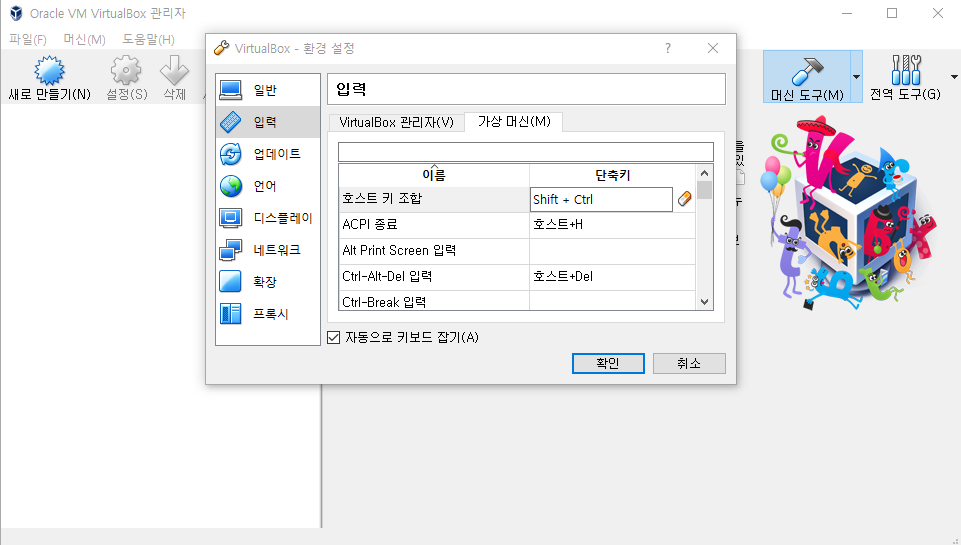 Oracle VM VirtualBox 관리자
파일(F) 머신(M) 도움말(H)
새로 만들기(N) 설정(S) 삭제
머신 도구(M) 전역 도구(G)
VirtualBox - 환경 설정
일반
입력
업데이트
언어
디스플레이
네트워크
확장
프록시
입력
VirtualBox 관리자(V) 가상 머신(M)
이름 단축키
호스트 키 조합 Shift + Ctrl
ACPI 종료 호스트+H
Alt Print Screen 입력
Ctrl-Alt-Del 입력 호스트+Del
Ctrl-Break 입력
자동으로 키보드 잡기(A)
확인 취소